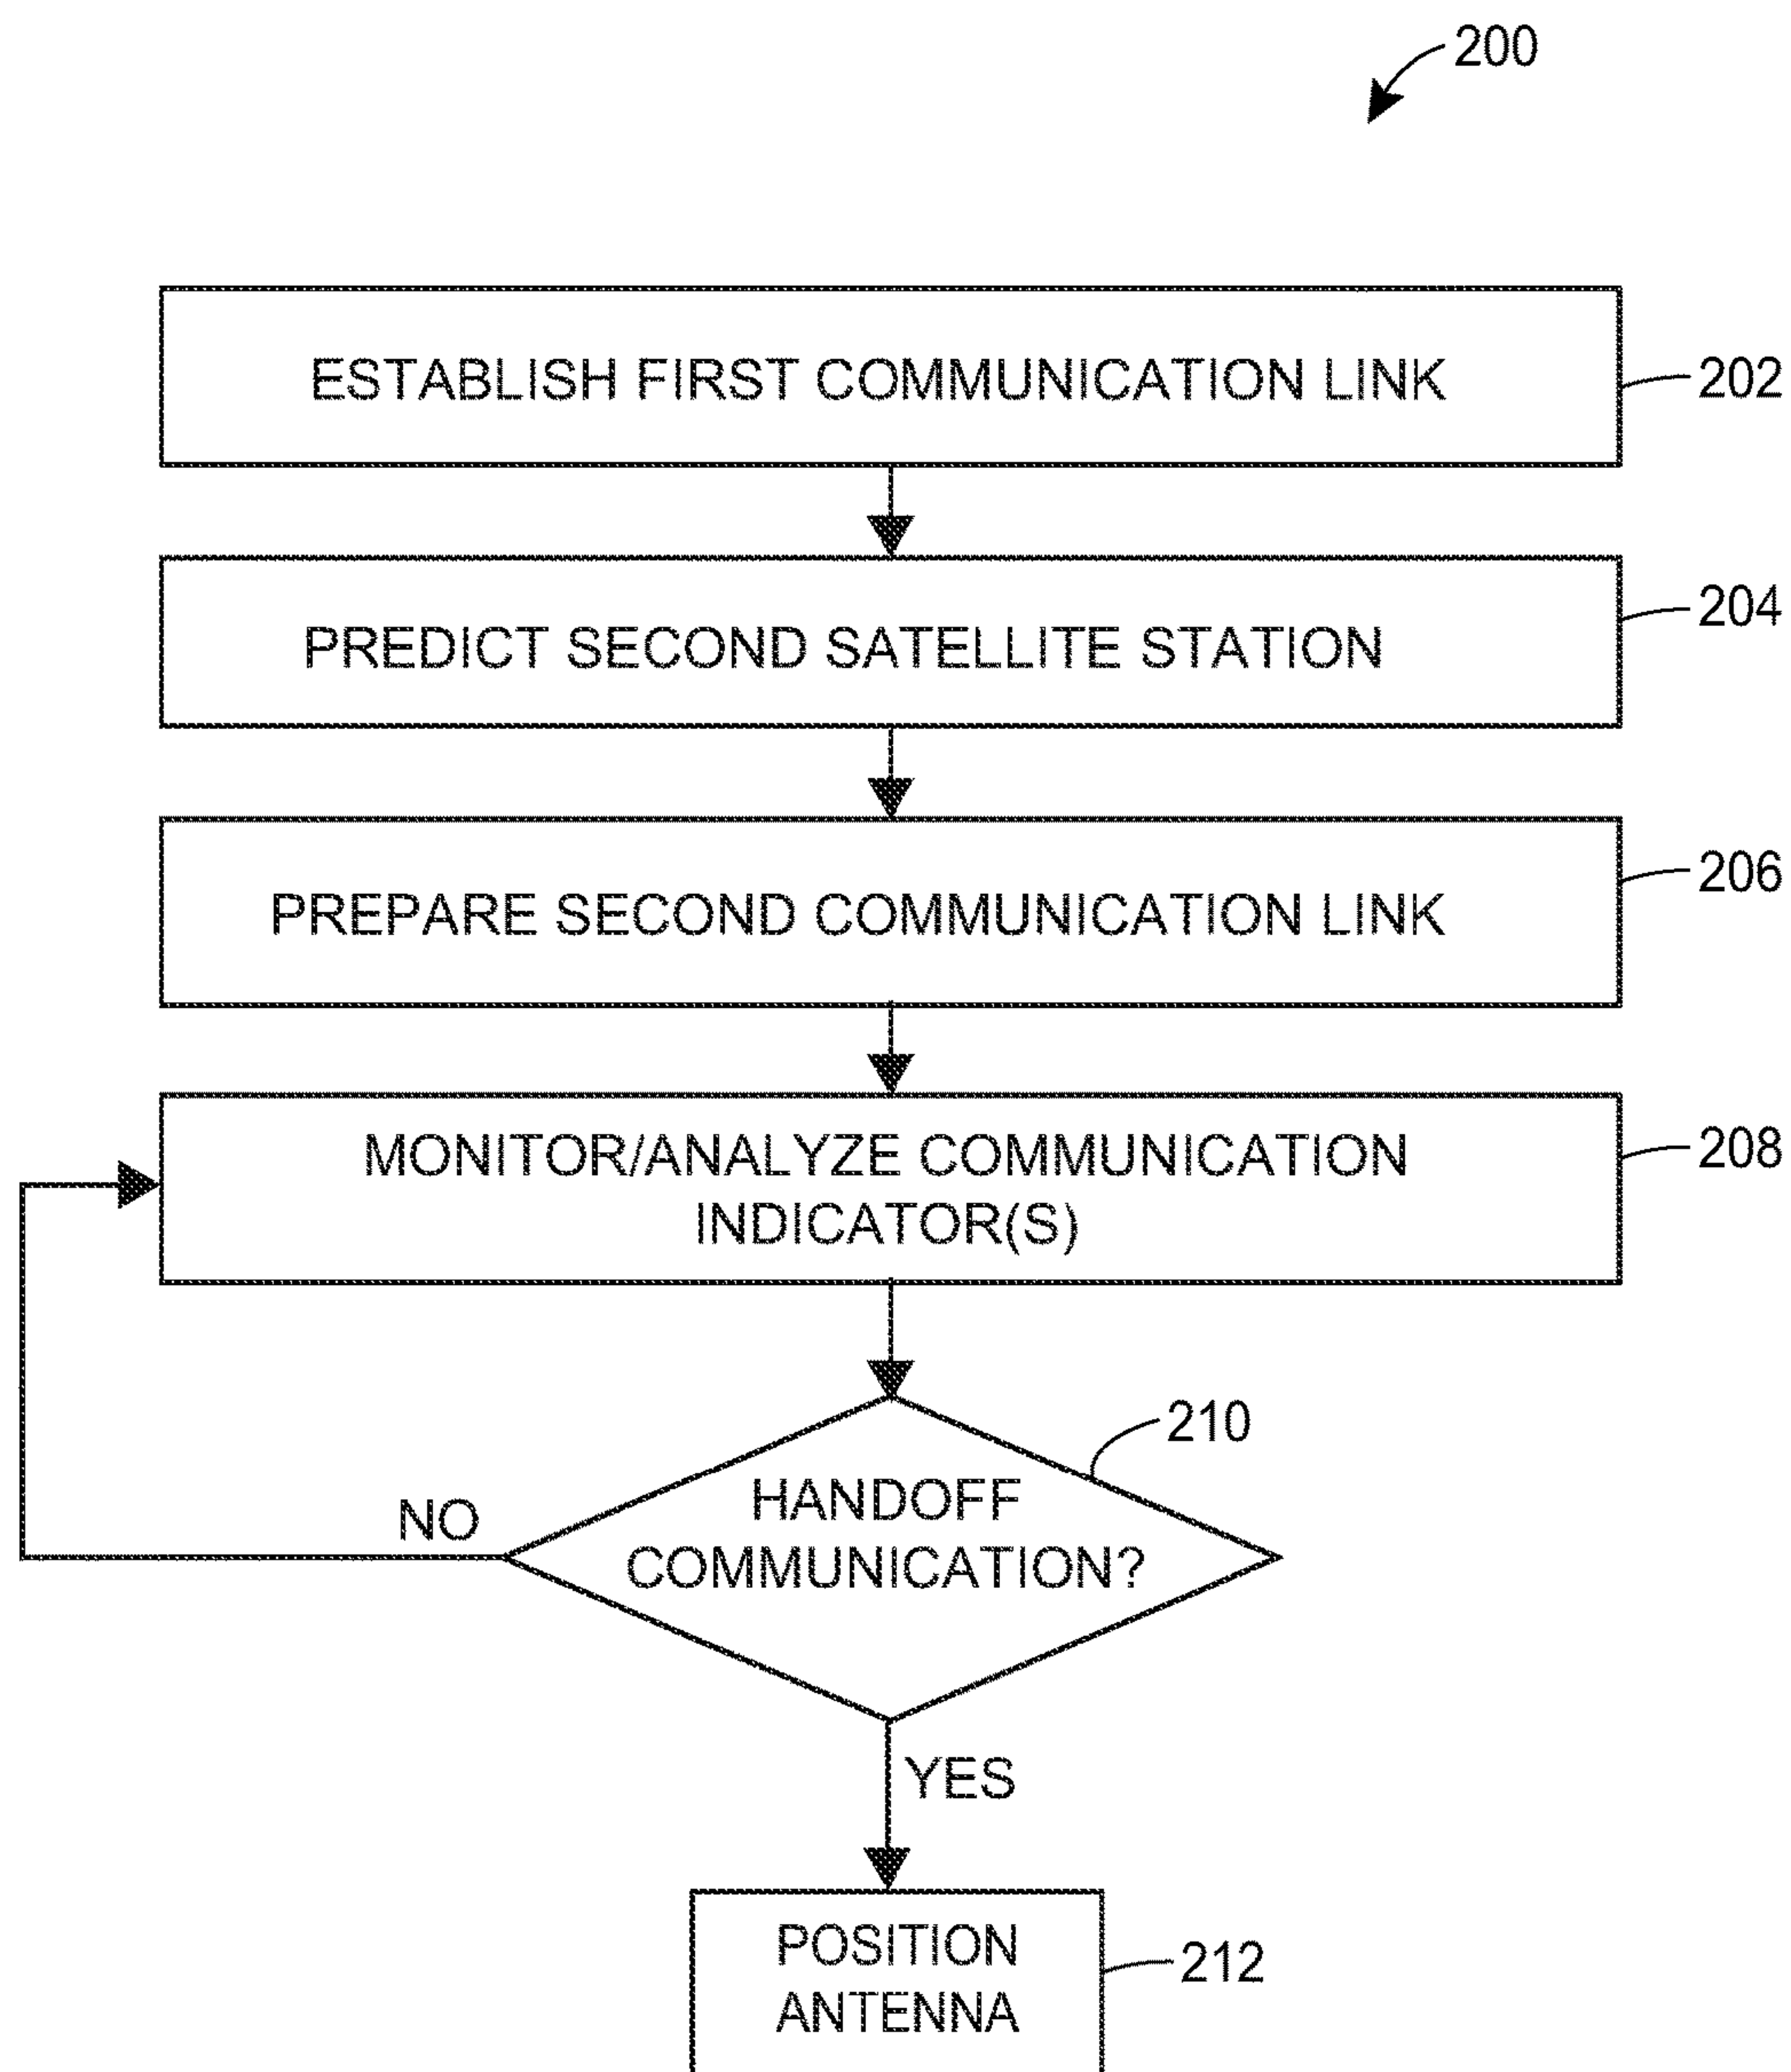 200
ESTABLISH FIRST COMMUNICATION LINK
202
PREDICT SECOND SATELLITE STATION
204
PREPARE SECOND COMMUNICATION LINK
206
MONITOR/ANALYZE COMMUNICATION
INDICATOR(S)
208
HANDOFF
COMMUNICATION?
210
NO
YES
POSITION
ANTENNA
212